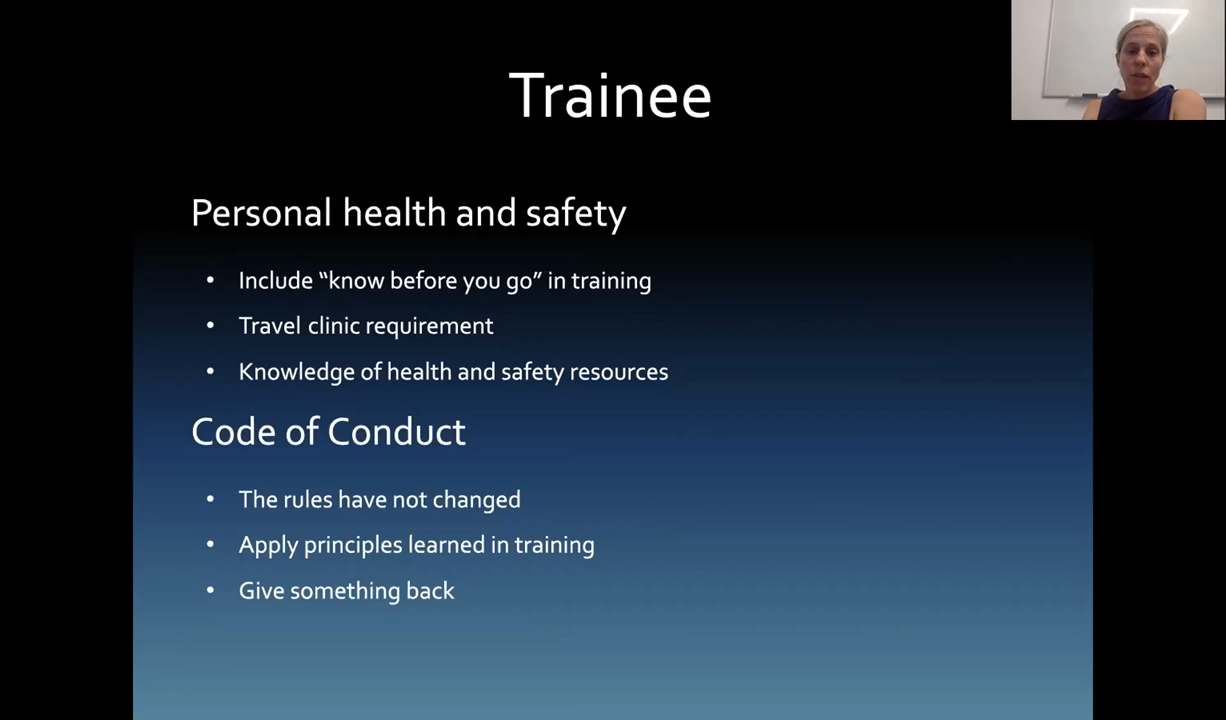 Trainee
Personal health and safety
• Include “know before you go” in training
• Travel clinic requirement
• Knowledge of health and safety resources
Code of Conduct
• The rules have not changed
• Apply principles learned in training
• Give something back